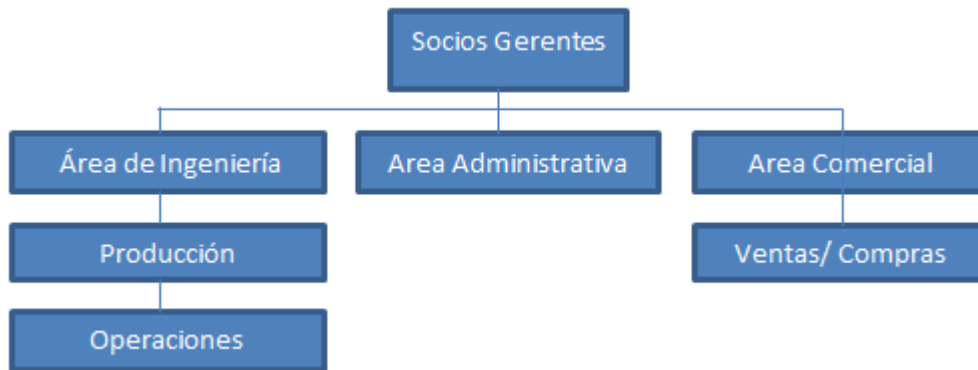 Socios Gerentes
Área de Ingeniería
Area Administrativa
Area Comercial
Producción
Ventas/ Compras
Operaciones